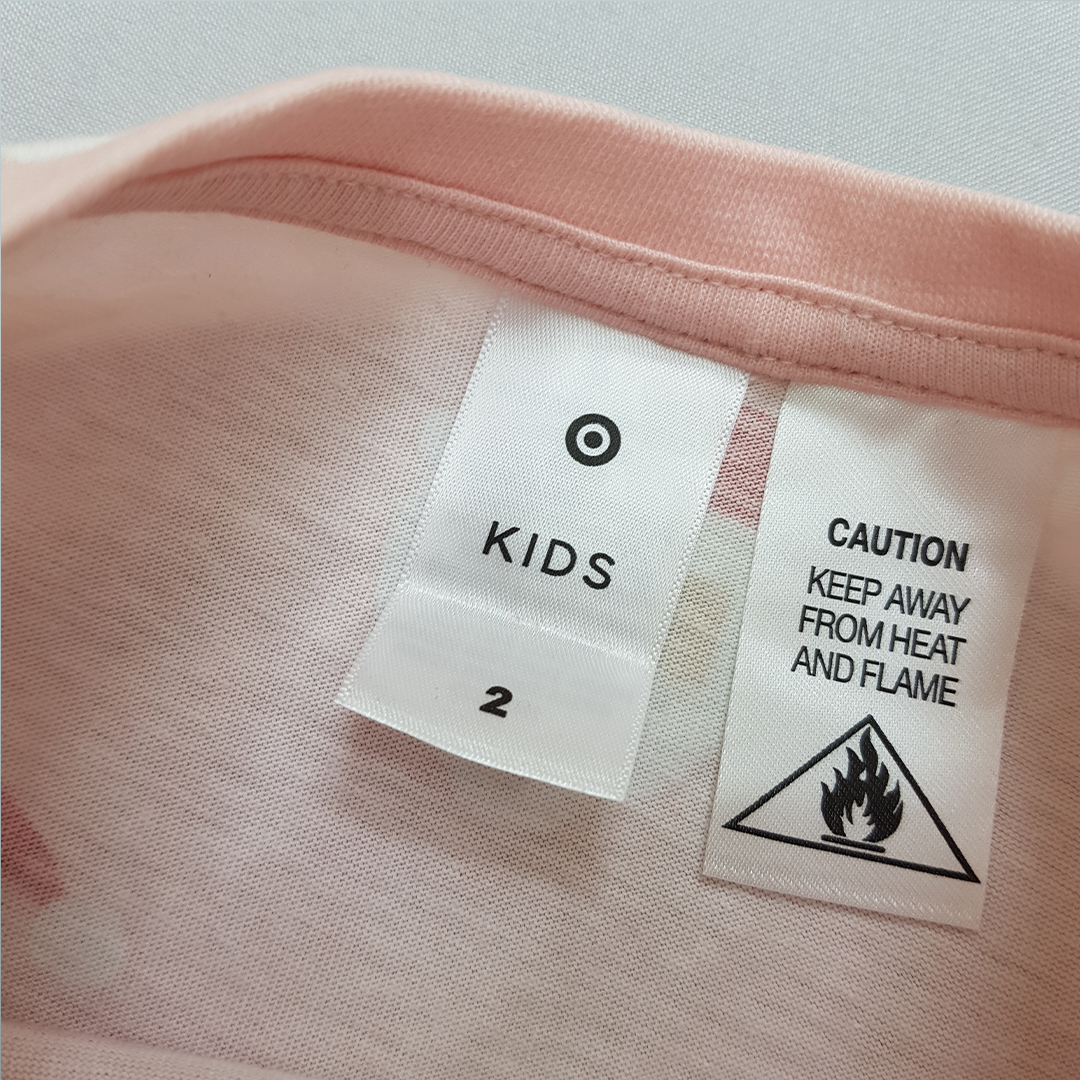 KIDS
2
CAUTION
KEEP AWAY
FROM HEAT
AND FLAME